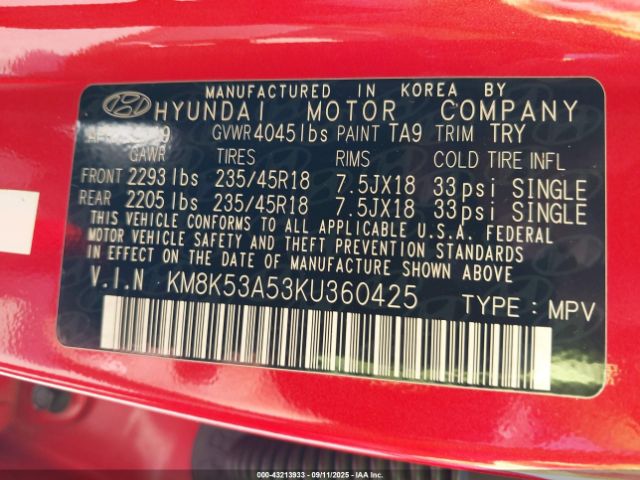 MANUFACTURED IN KOREA BY
HYUNDAI MOTOR COMPANY
GVWR 4045lbs PAINT TA9 TRIM TRY
GAWR TIRES RIMS COLD TIRE INFL
FRONT 2293lbs 235/45R18 7.5JX18 33psi SINGLE
REAR 2205lbs 235/45R18 7.5JX18 33psi SINGLE
THIS VEHICLE CONFORMS TO ALL APPLICABLE U.S.A. FEDERAL
MOTOR VEHICLE SAFETY AND THEFT PREVENTION STANDARDS
IN EFFECT ON THE DATE OF MANUFACTURE SHOWN ABOVE.
V.I.N KM8K53A53KU360425 TYPE: MPV
00-43213933 - 09/11/2025 - IAA Inc.